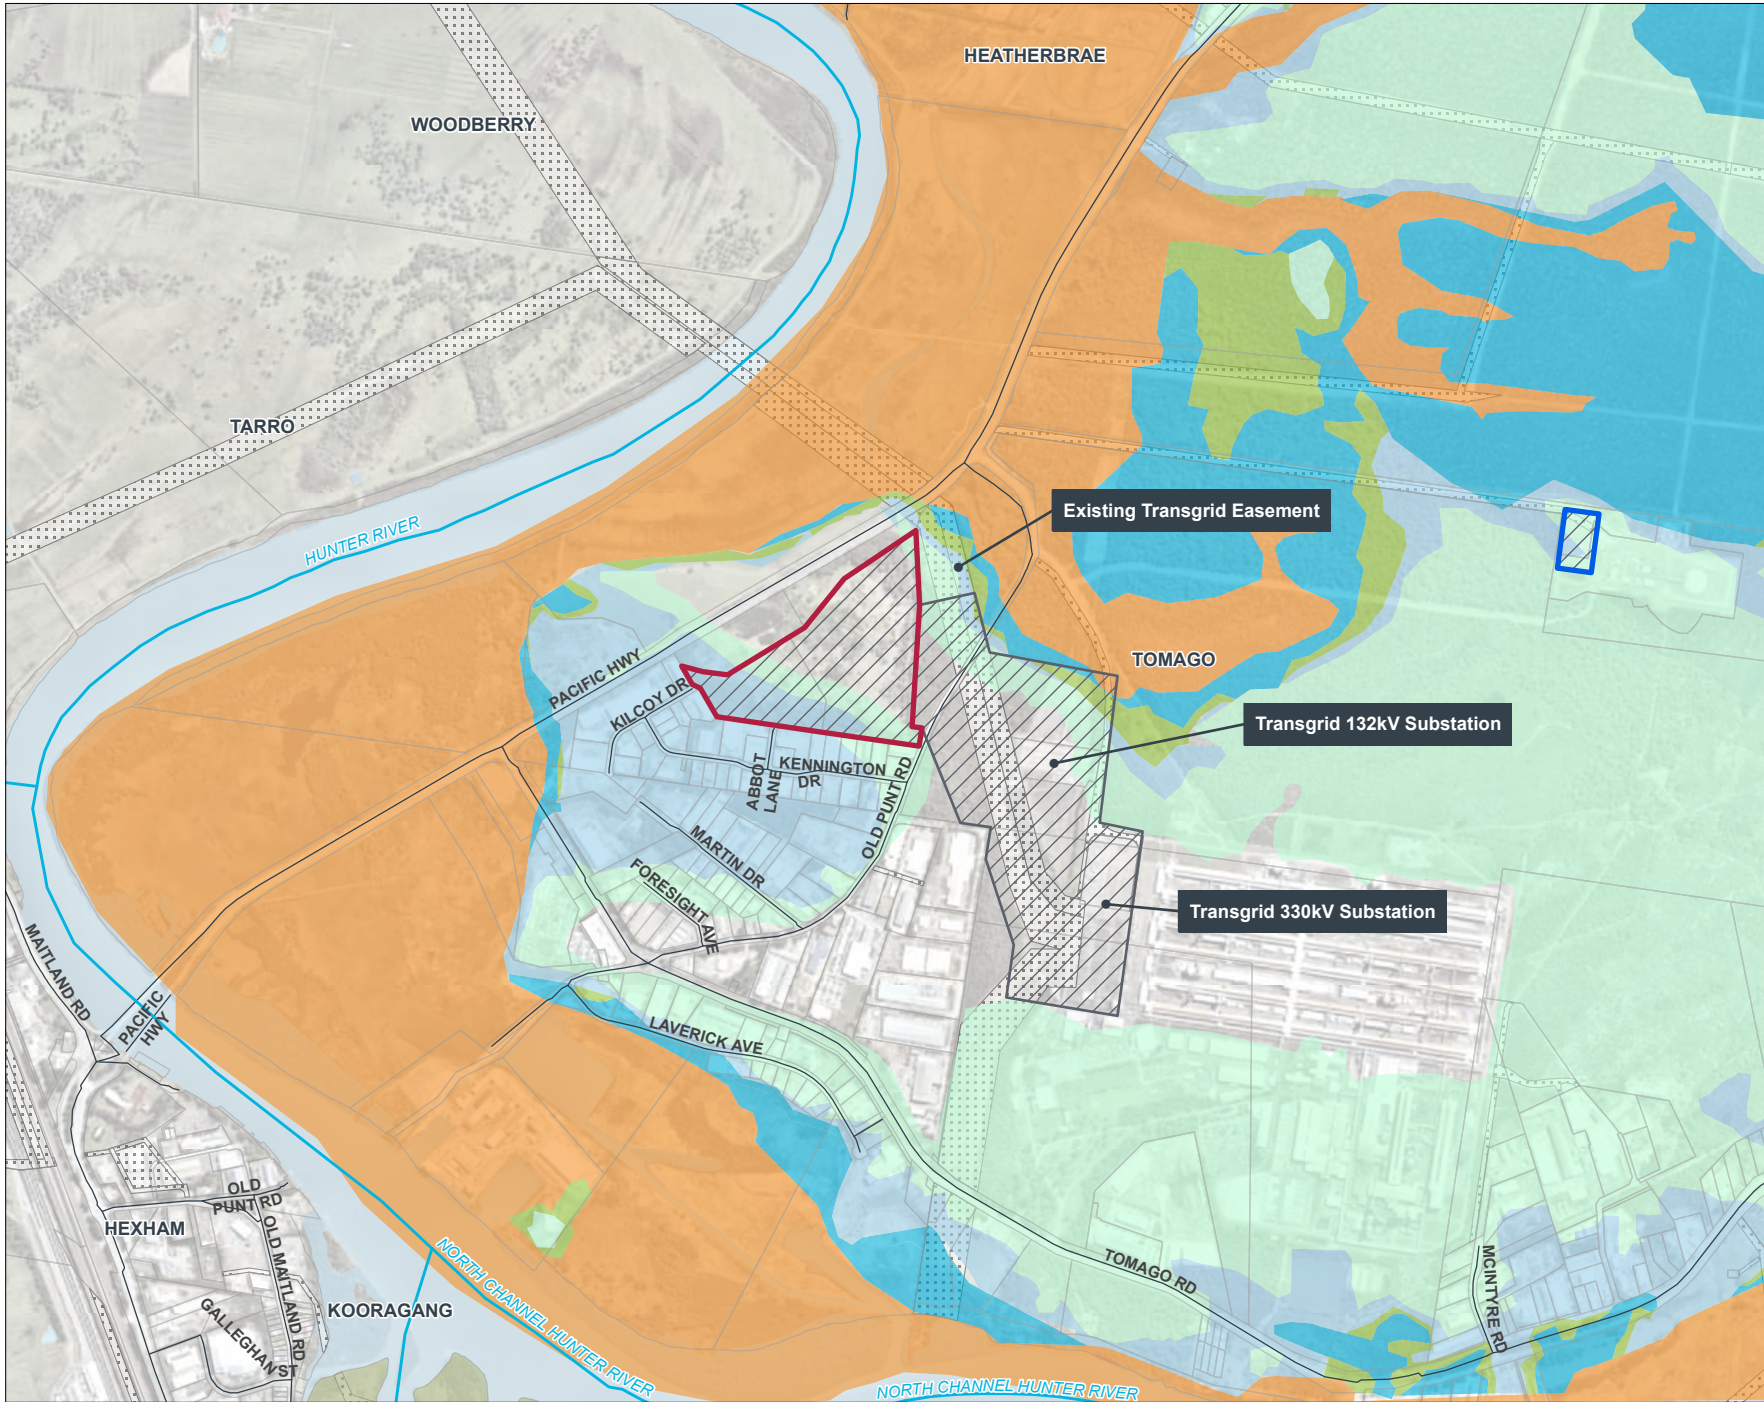 HEATHERBRAE
WOODBERRY
TARRO
HUNTER RIVER
Existing Transgrid Easement
TOMAGO
PACIFIC HWY
KILCOY DR
Transgrid 132kV Substation
KENNINGTON
DR
ABBOT
LANE
OLD PUNT RD
MARTIN DR
FORESIGHT AVE
Transgrid 330kV Substation
MAITLAND RD
PACIFIC
HWY
LAVERICK AVE
OLD
PUNT RD
HEXHAM
OLD MAITLAND RD
NORTH CHANNEL HUNTER RIVER
TOMAGO RD
MCINTYRE RD
KOORAGANG
GALLEGHAN ST
NORTH CHANNEL HUNTER RIVER